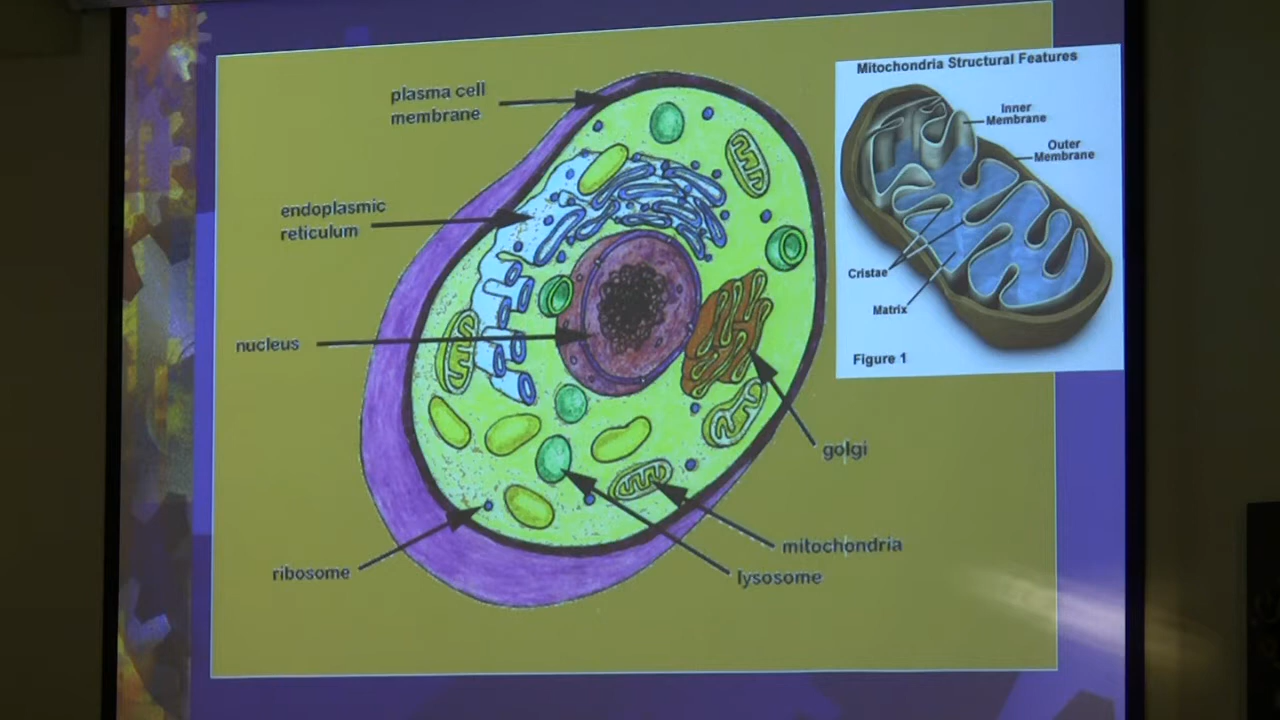 plasma cell
membrane
endoplasmic
reticulum
nucleus
ribosome
golgi
mitochondria
lysosome
Mitochondria Structural Features
Inner
Membrane
Outer
Membrane
Cristae
Matrix
Figure 1